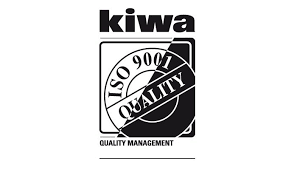 kiwa
ISO 9001
QUALITY
QUALITY MANAGEMENT